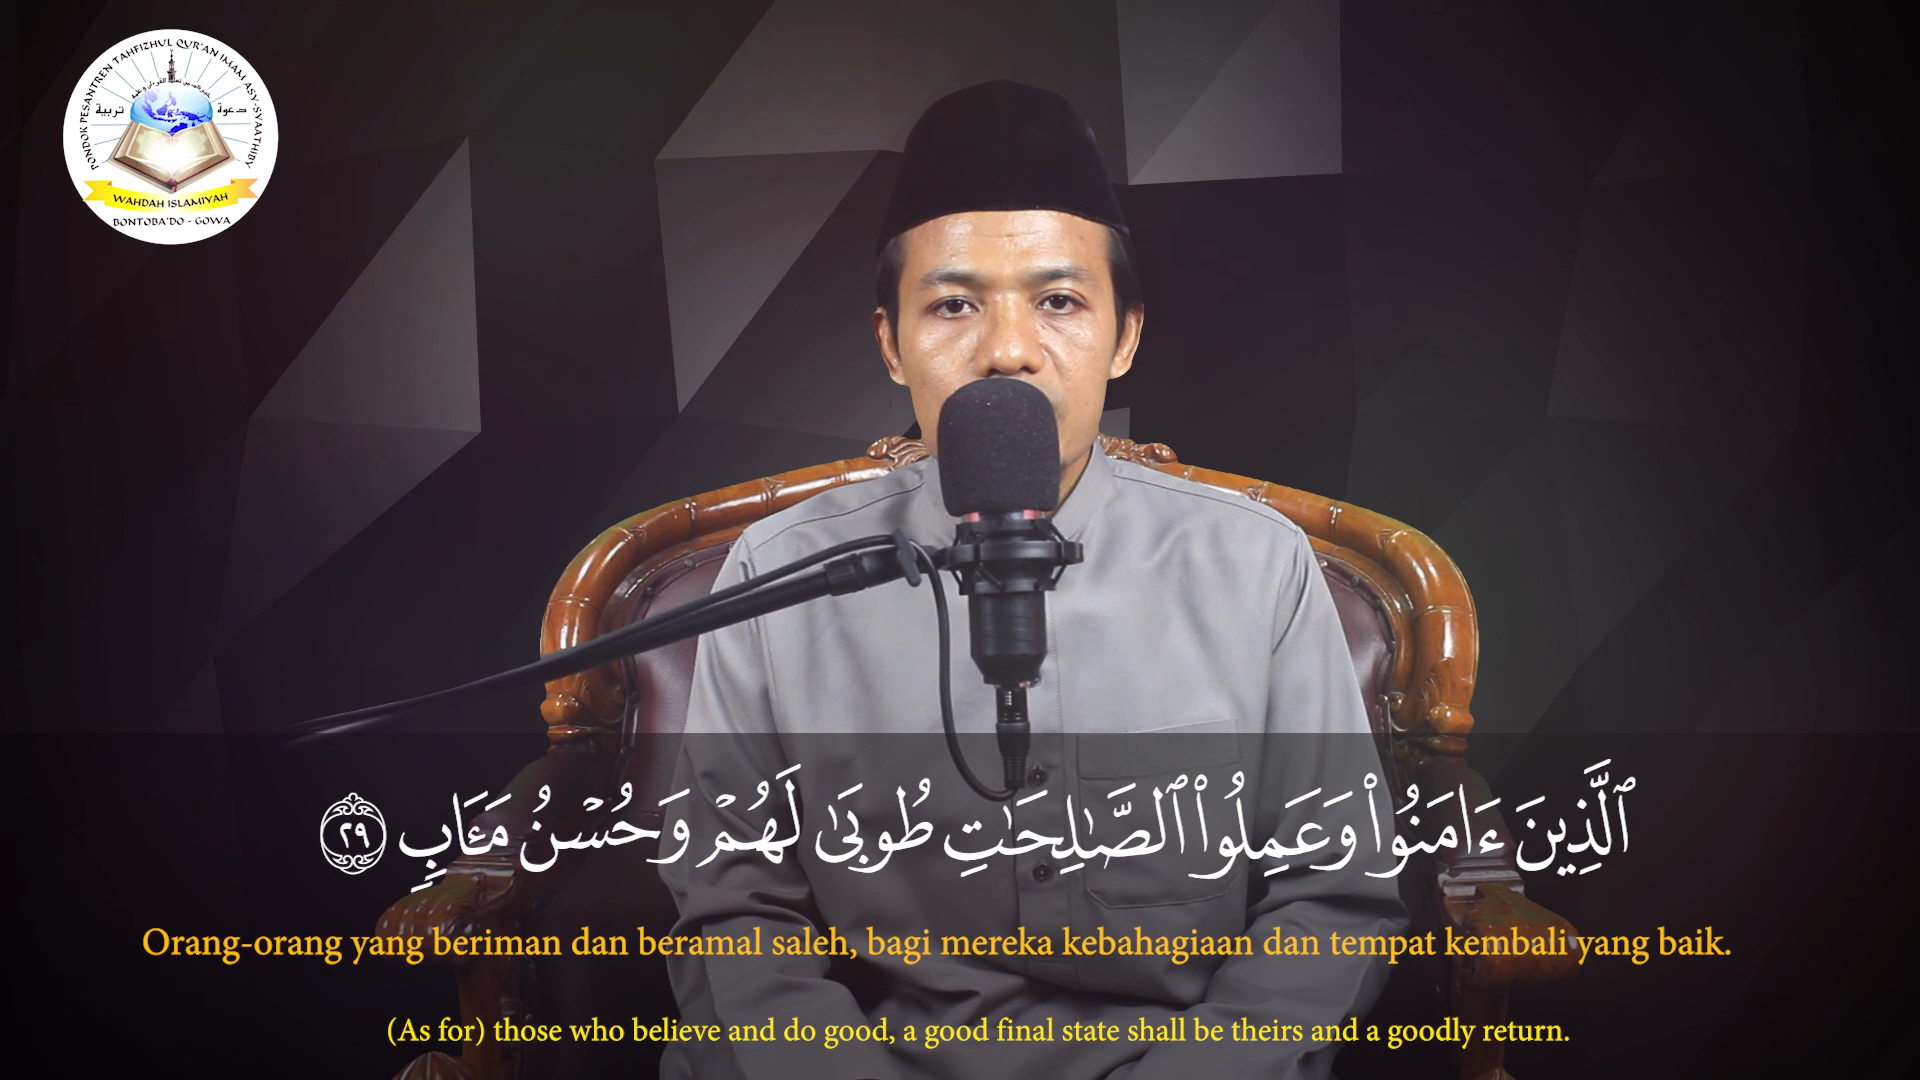 PONDOK PESANTREN TAHFIZHUL QUR'AN IMAM ASY-SYAATHIBY
تربية
دعوة
WAHDAH ISLAMIYAH
BONTOBA'DO - GOWA
ٱلَّذِينَ ءَامَنُوا۟ وَعَمِلُوا۟ ٱلصَّـٰلِحَـٰتِ طُوبَىٰ لَهُمْ وَحُسْنُ مَـَٔابٍ ٢٩
Orang-orang yang beriman dan beramal saleh, bagi mereka kebahagiaan dan tempat kembali yang baik.
(As for) those who believe and do good, a good final state shall be theirs and a goodly return.